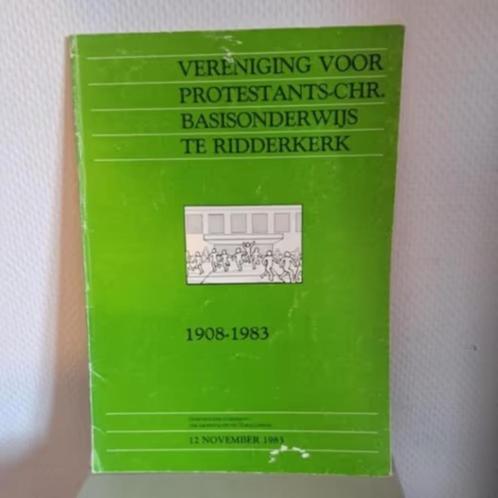 VERENIGING VOOR
PROTESTANTS-CHR.
BASISONDERWIJS
TE RIDDERKERK
1908-1983
12 NOVEMBER 1983